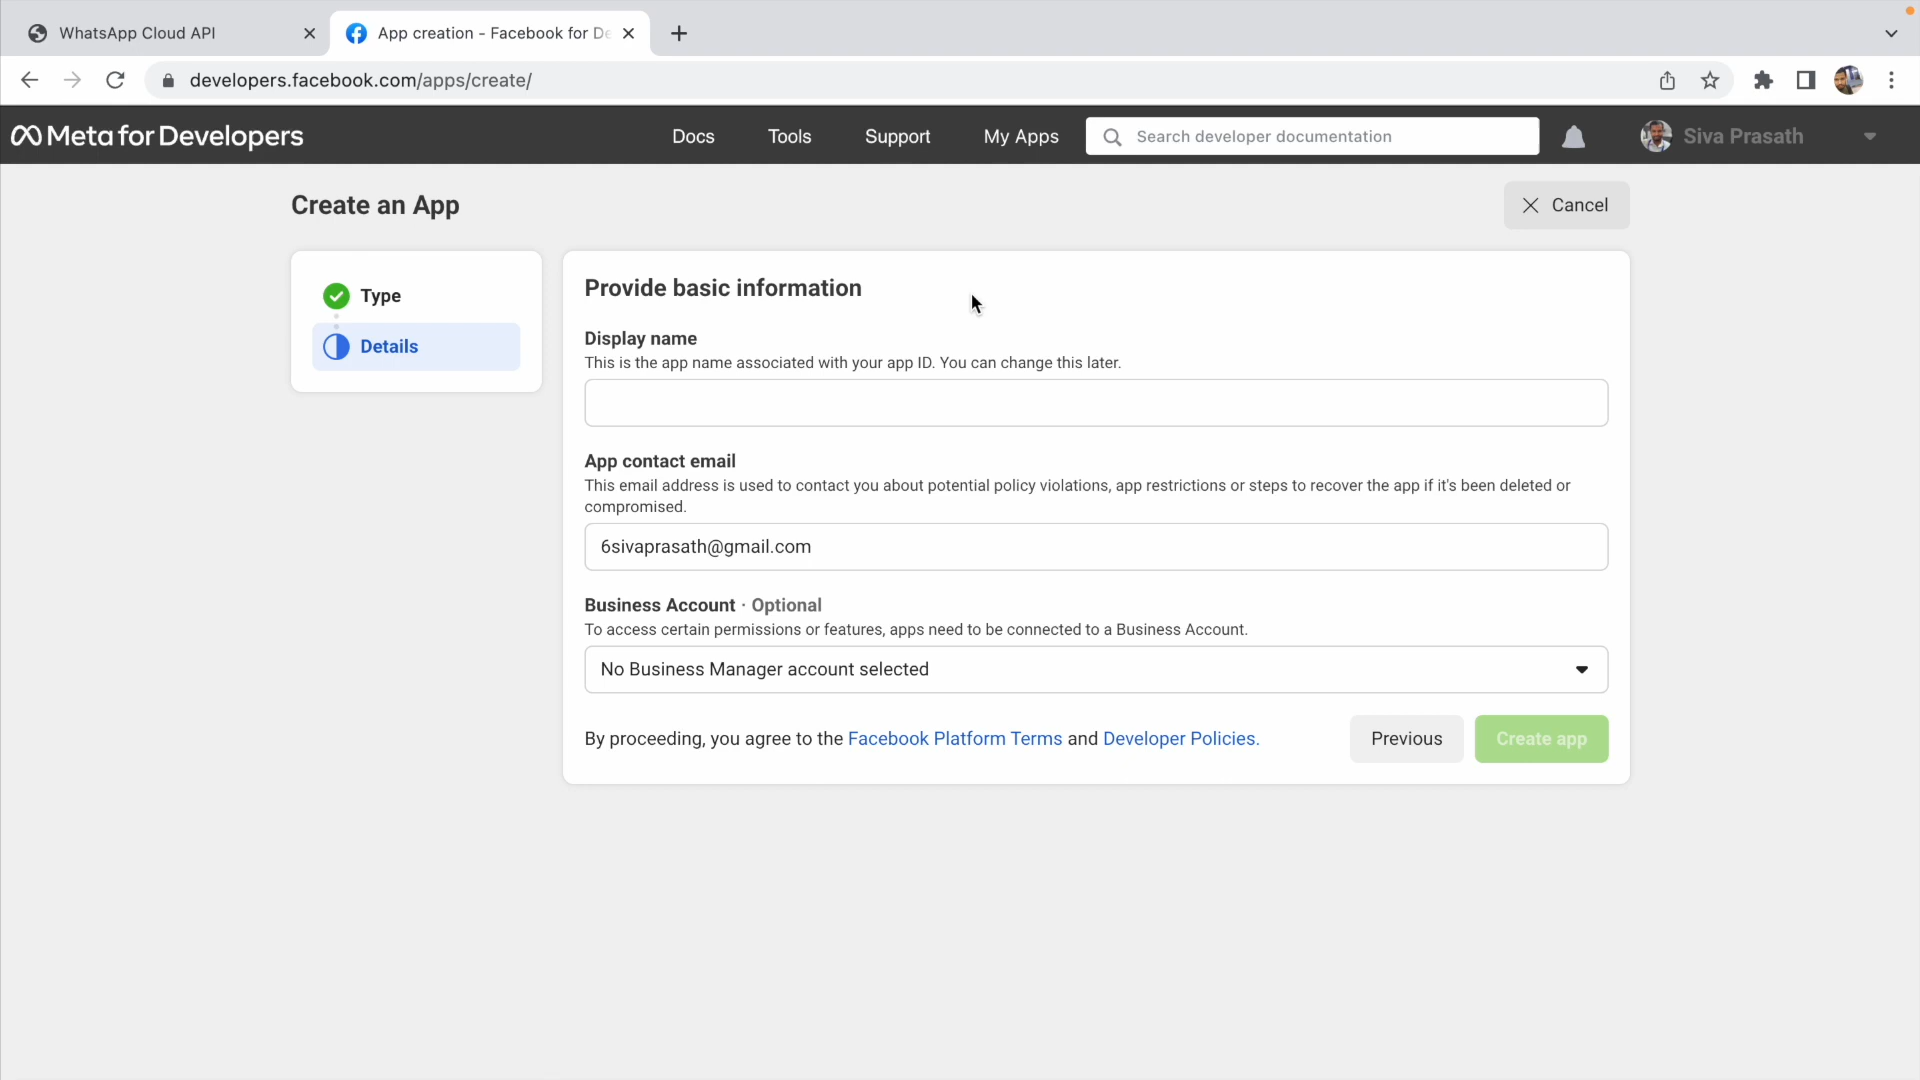 WhatsApp Cloud API
App creation - Facebook for De
developers.facebook.com/apps/create/
Meta for Developers
Docs
Tools
Support
My Apps
Search developer documentation
Siva Prasath
Create an App
Cancel
Type
Details
Provide basic information
Display name
This is the app name associated with your app ID. You can change this later.
App contact email
This email address is used to contact you about potential policy violations, app restrictions or steps to recover the app if it's been deleted or
compromised.
6sivaprasath@gmail.com
Business Account · Optional
To access certain permissions or features, apps need to be connected to a Business Account.
No Business Manager account selected
By proceeding, you agree to the Facebook Platform Terms and Developer Policies.
Previous
Create app